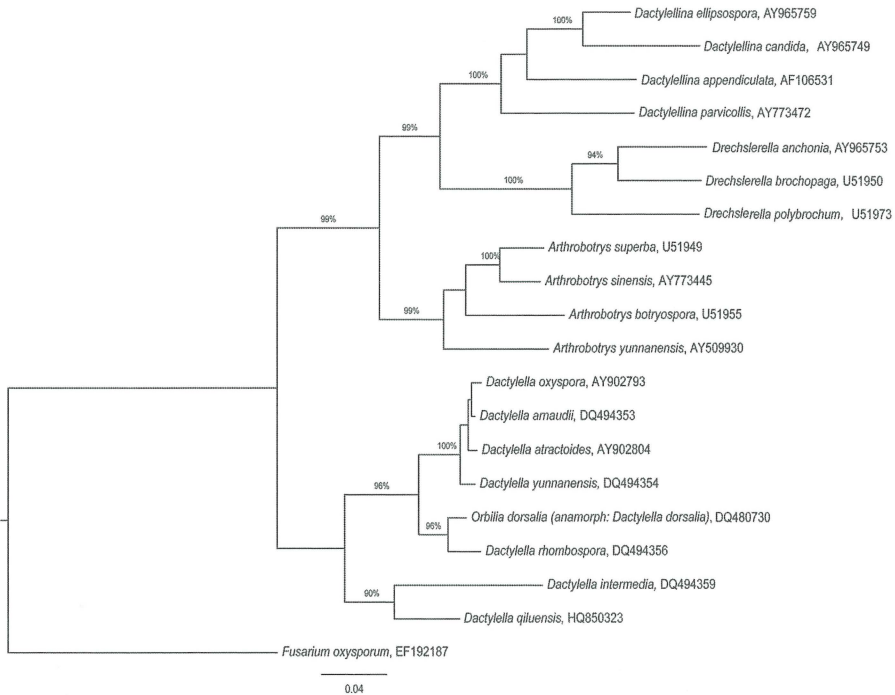 100%
Dactylellina ellipsospora, AY965759
Dactylellina candida, AY965749
100%
Dactylellina appendiculata, AF106531
Dactylellina parvicollis, AY773472
99%
Drechslerella anchonia, AY965753
94%
100%
Drechslerella brochopaga, U51950
Drechslerella polybrochum, U51973
99%
Arthrobotrys superba, U51949
100%
Arthrobotrys sinensis, AY773445
99%
Arthrobotrys botryospora, U51955
Arthrobotrys yunnanensis, AY509930
Dactylella oxyspora, AY902793
Dactylella arnaudii, DQ494353
100%
Dactylella atractoides, AY902804
Dactylella yunnanensis, DQ494354
96%
Orbilia dorsalia (anamorph: Dactylella dorsalia), DQ480730
96%
Dactylella rhombospora, DQ494356
Dactylella intermedia, DQ494359
90%
Dactylella qiluensis, HQ850323
Fusarium oxysporum, EF192187
0.04